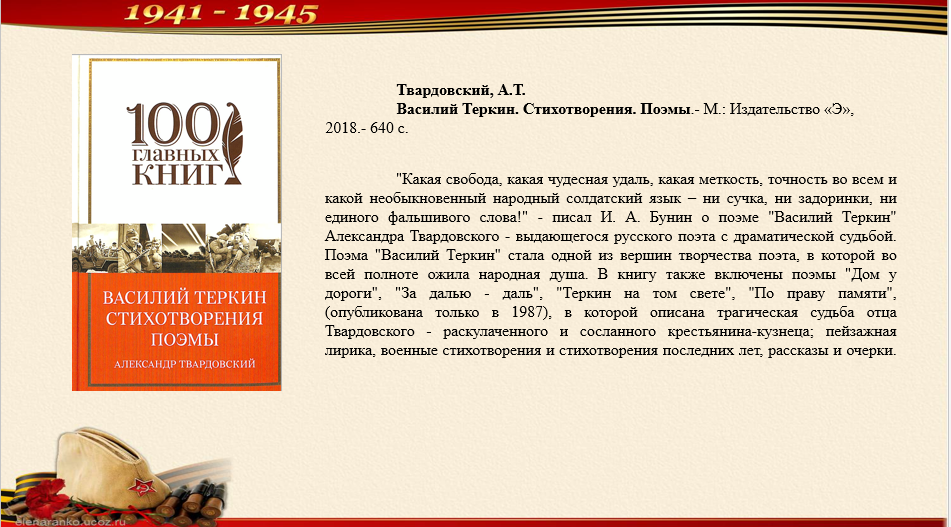 1941 - 1945
100
главных
книг
ВАСИЛИЙ ТЕРКИН
СТИХОТВОРЕНИЯ
ПОЭМЫ
АЛЕКСАНДР ТВАРДОВСКИЙ
Твардовский, А.Т.
Василий Теркин. Стихотворения. Поэмы.- М.: Издательство «Э»,
2018.- 640 с.
"Какая свобода, какая чудесная удаль, какая меткость, точность во всем и
какой необыкновенный народный солдатский язык – ни сучка, ни задоринки, ни
единого фальшивого слова!" - писал И. А. Бунин о поэме "Василий Теркин"
Александра Твардовского - выдающегося русского поэта с драматической судьбой.
Поэма "Василий Теркин" стала одной из вершин творчества поэта, в которой во
всей полноте ожила народная душа. В книгу также включены поэмы "Дом у
дороги", "За далью - даль", "Теркин на том свете", "По праву памяти",
(опубликована только в 1987), в которой описана трагическая судьба отца
Твардовского - раскулаченного и сосланного крестьянина-кузнеца; пейзажная
лирика, военные стихотворения и стихотворения последних лет, рассказы и очерки.
elenaranko.ucoz.ru